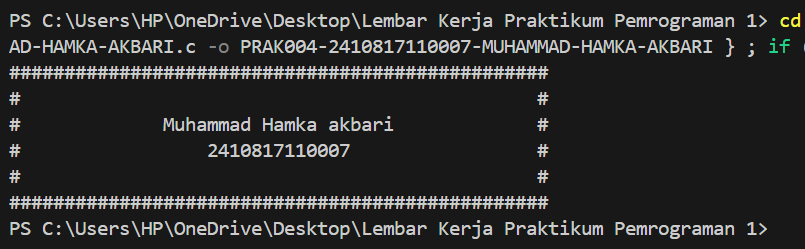 PS C:\Users\HP\OneDrive\Desktop\Lembar Kerja Praktikum Pemrograman 1> cd
AD-HAMKA-AKBARI.c -o PRAK004-2410817110007-MUHAMMAD-HAMKA-AKBARI } ; if
#################################################
#                                               #
#             Muhammad Hamka akbari             #
#                 2410817110007                 #
#                                               #
#################################################
PS C:\Users\HP\OneDrive\Desktop\Lembar Kerja Praktikum Pemrograman 1>